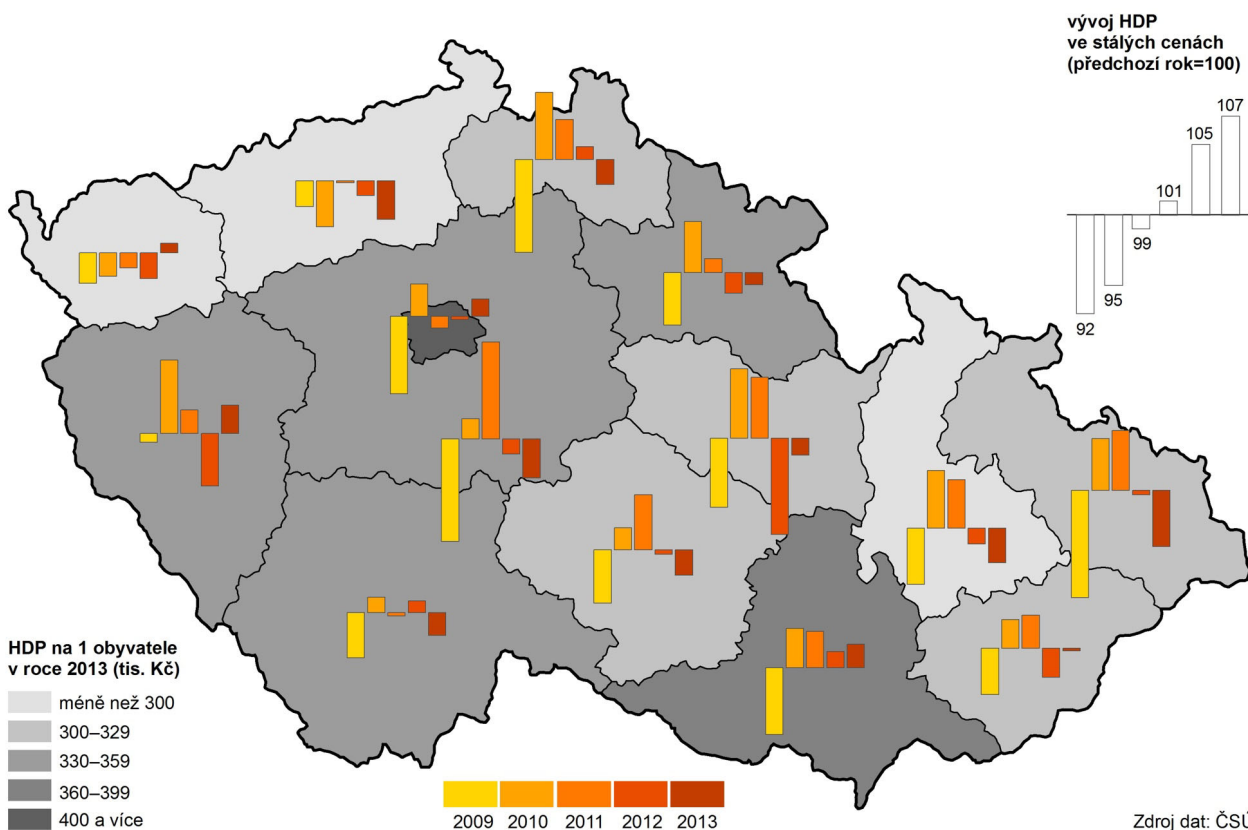 vývoj HDP
ve stálých cenách
(předchozí rok=100)
107
105
101
99
95
92
HDP na 1 obyvatele
v roce 2013 (tis. Kč)
méně než 300
300–329
330–359
360–399
400 a více
2009 2010 2011 2012 2013
Zdroj dat: ČSÚ